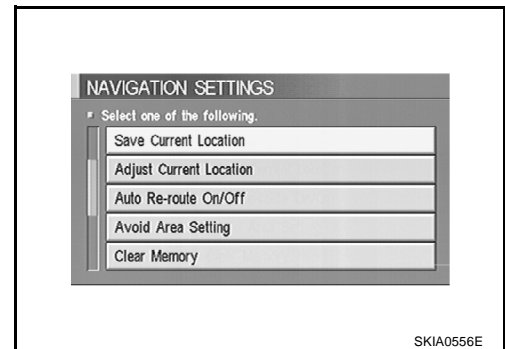 NAVIGATION SETTINGS
Select one of the following.
Save Current Location
Adjust Current Location
Auto Re-route On/Off
Avoid Area Setting
Clear Memory
SKIA0556E